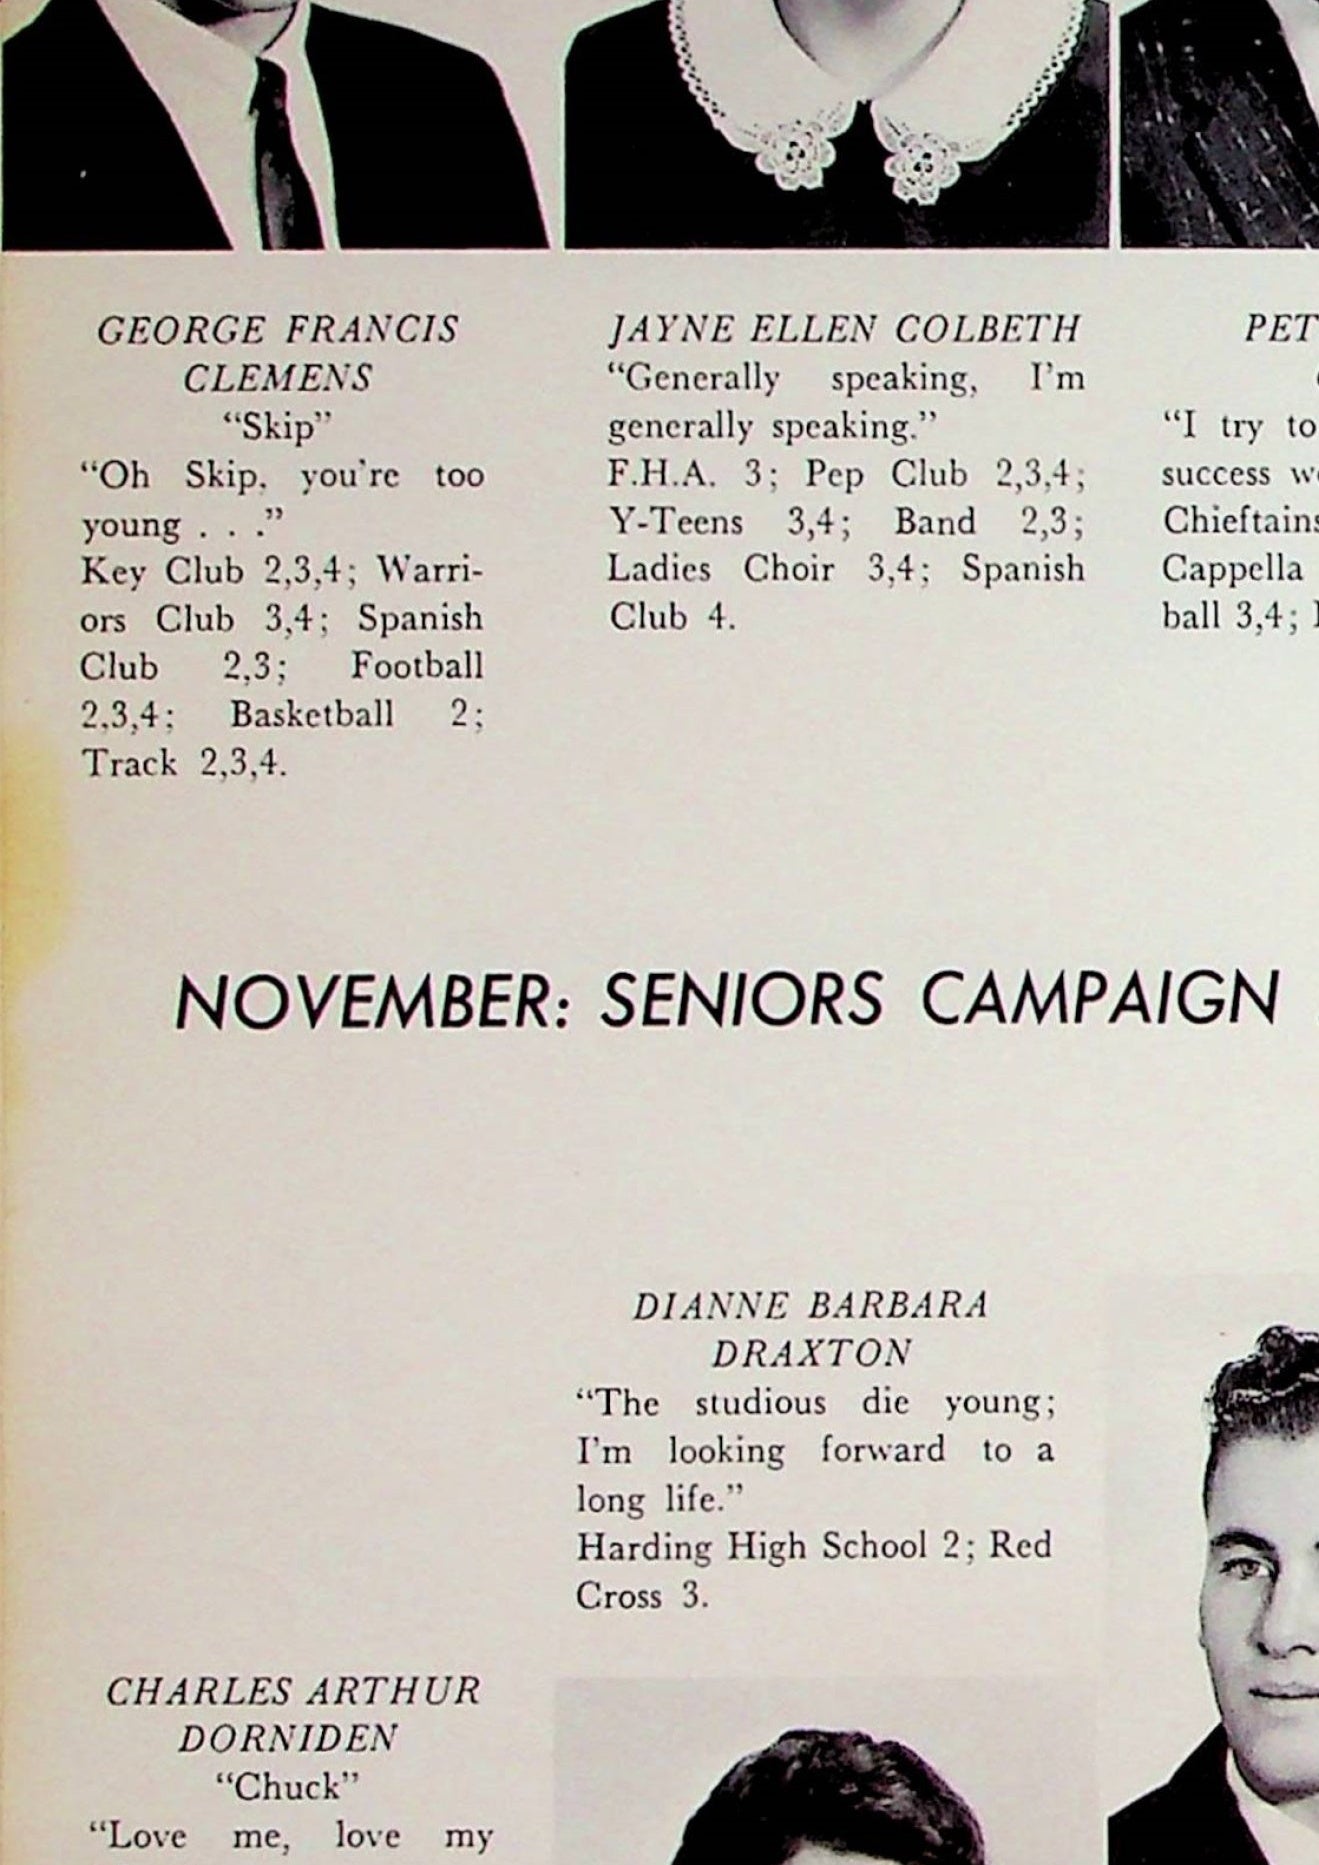 GEORGE FRANCIS
CLEMENS
“Skip”
“Oh Skip, you're too
young . . .”
Key Club 2,3,4; Warri-
ors Club 3,4; Spanish
Club 2,3; Football
2,3,4; Basketball 2;
Track 2,3,4.
JAYNE ELLEN COLBETH
“Generally speaking, I'm
generally speaking.”
F.H.A. 3; Pep Club 2,3,4;
Y-Teens 3,4; Band 2,3;
Ladies Choir 3,4; Spanish
Club 4.
PET
“I try to
success
Chieftains
Cappella
ball 3,4;
NOVEMBER: SENIORS CAMPAIGN
DIANNE BARBARA
DRAXTON
“The studious die young;
I'm looking forward to a
long life.”
Harding High School 2; Red
Cross 3.
CHARLES ARTHUR
DORNIDEN
“Chuck”
“Love me, love my